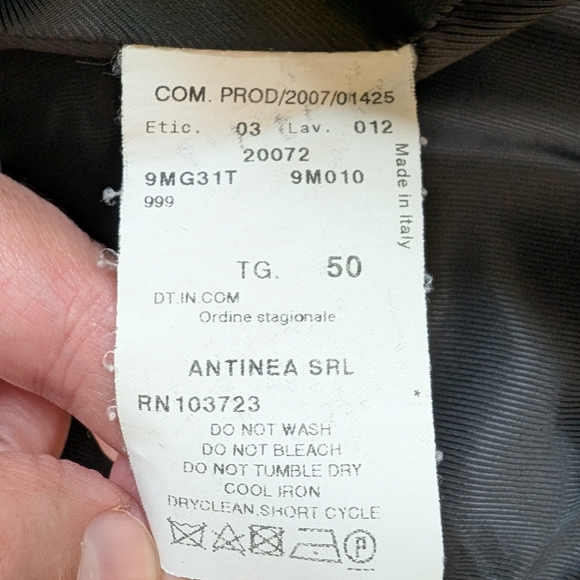 COM. PROD/2007/01425
Etic. 03 Lav. 012
20072
9MG31T 9M010
999
Made in Italy
TG. 50
DT.IN.COM
Ordine stagionale
ANTINEA SRL
*
RN103723
DO NOT WASH
DO NOT BLEACH
DO NOT TUMBLE DRY
COOL IRON
DRYCLEAN SHORT CYCLE
P